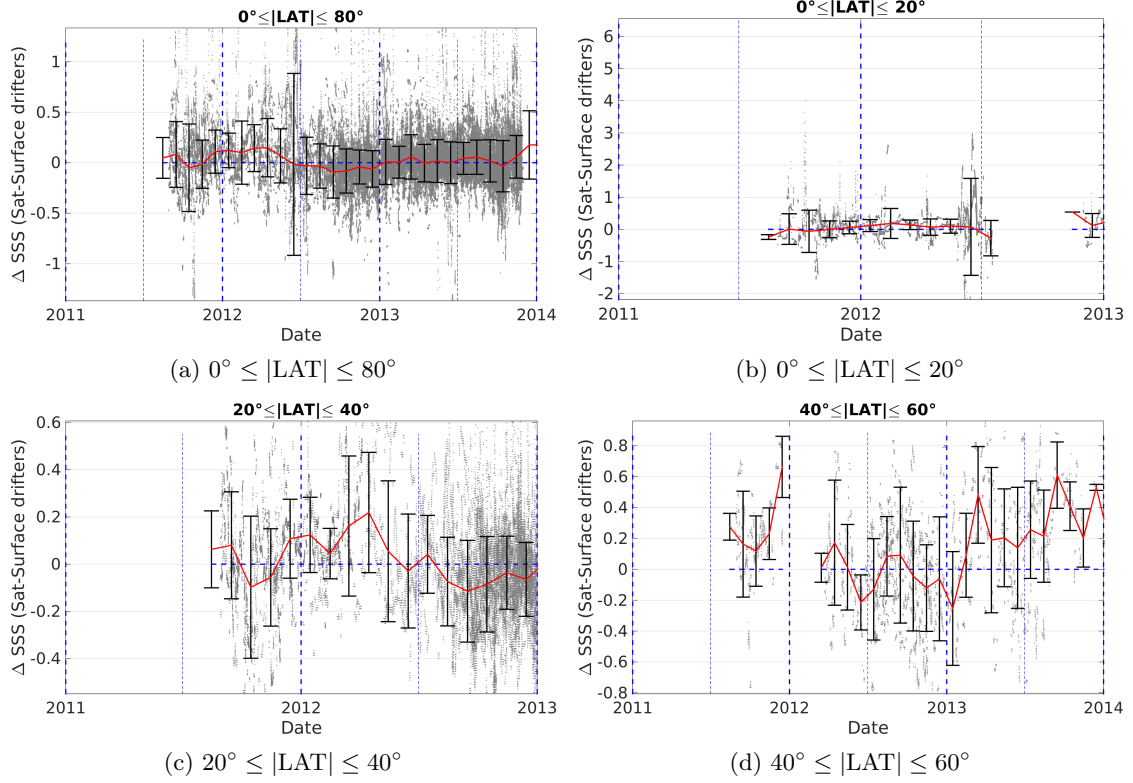 0°≤|LAT|≤ 80°
Δ SSS (Sat-Surface drifters)
1
0.5
0
-0.5
-1
2011 2012 2013 2014
Date
(a) 0° ≤ |LAT| ≤ 80°
0°≤|LAT|≤ 20°
Δ SSS (Sat-Surface drifters)
6
5
4
3
2
1
0
-1
-2
2011 2012 2013
Date
(b) 0° ≤ |LAT| ≤ 20°
20°≤|LAT|≤ 40°
Δ SSS (Sat-Surface drifters)
0.6
0.4
0.2
0
-0.2
-0.4
2011 2012 2013
Date
(c) 20° ≤ |LAT| ≤ 40°
40°≤|LAT|≤ 60°
Δ SSS (Sat-Surface drifters)
0.8
0.6
0.4
0.2
0
-0.2
-0.4
-0.6
-0.8
2011 2012 2013 2014
Date
(d) 40° ≤ |LAT| ≤ 60°